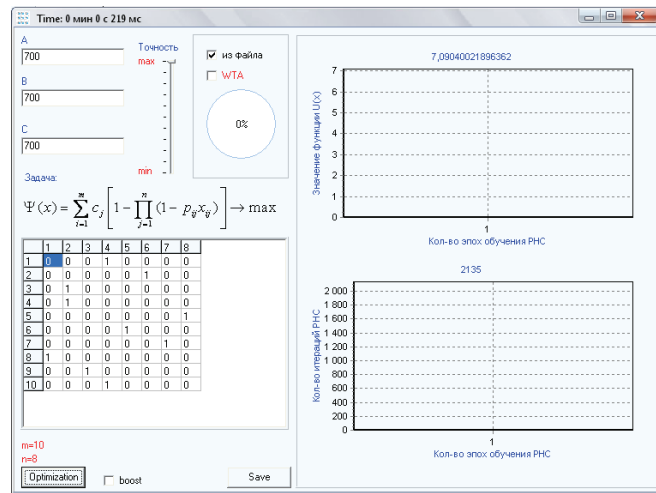 Time: 0 мин 0 с 219 мс
A
700
B
700
C
700
Точность
max
min
из файла
WTA
0%
Задача:
Ψ(x) = ∑_{i=1}^{m} c_j [1 − ∏_{j=1}^{n} (1 − p_{ij} x_{ij})] → max
1 2 3 4 5 6 7 8
1 0 0 0 1 0 0 0 0
2 0 0 0 0 0 1 0 0
3 0 1 0 0 0 0 0 0
4 0 1 0 0 0 0 0 0
5 0 0 0 0 0 0 0 1
6 0 0 0 0 1 0 0 0
7 0 0 0 0 0 0 1 0
8 1 0 0 0 0 0 0 0
9 0 0 1 0 0 0 0 0
10 0 0 0 1 0 0 0 0
m=10
n=8
Optimization
boost
Save
7,09040021896362
Значение функции U(x)
7
6
5
4
3
2
1
0
1
Кол-во эпох обучения РНС
2135
Кол-во итераций РНС
2 000
1 800
1 600
1 400
1 200
1 000
800
600
400
200
0
1
Кол-во эпох обучения РНС